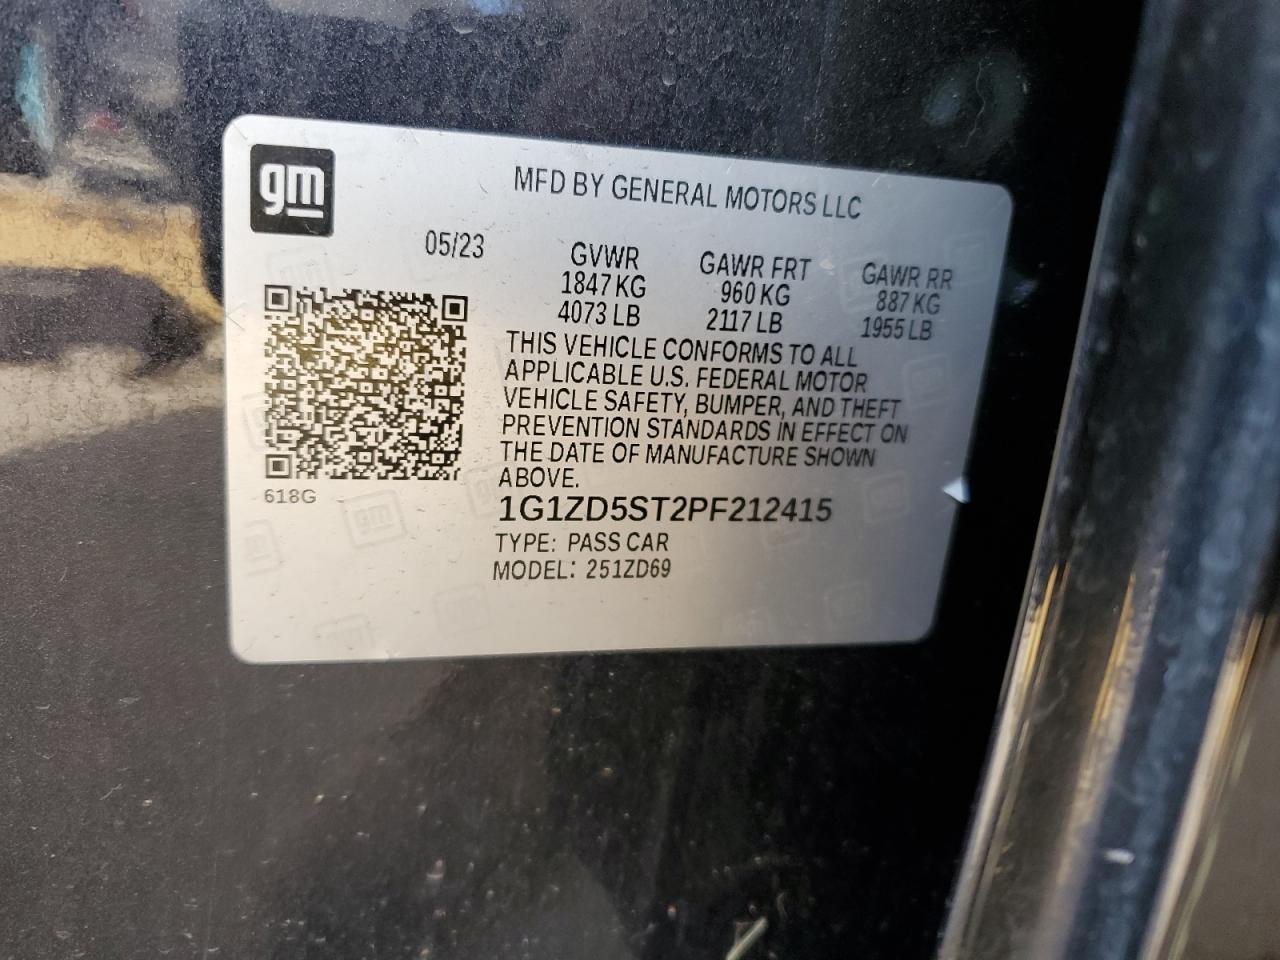 gm
MFD BY GENERAL MOTORS LLC
05/23 GVWR GAWR FRT GAWR RR
1847 KG 960 KG 887 KG
4073 LB 2117 LB 1955 LB
THIS VEHICLE CONFORMS TO ALL
APPLICABLE U.S. FEDERAL MOTOR
VEHICLE SAFETY, BUMPER, AND THEFT
PREVENTION STANDARDS IN EFFECT ON
THE DATE OF MANUFACTURE SHOWN
ABOVE.
618G
1G1ZD5ST2PF212415
TYPE: PASS CAR
MODEL: 251ZD69